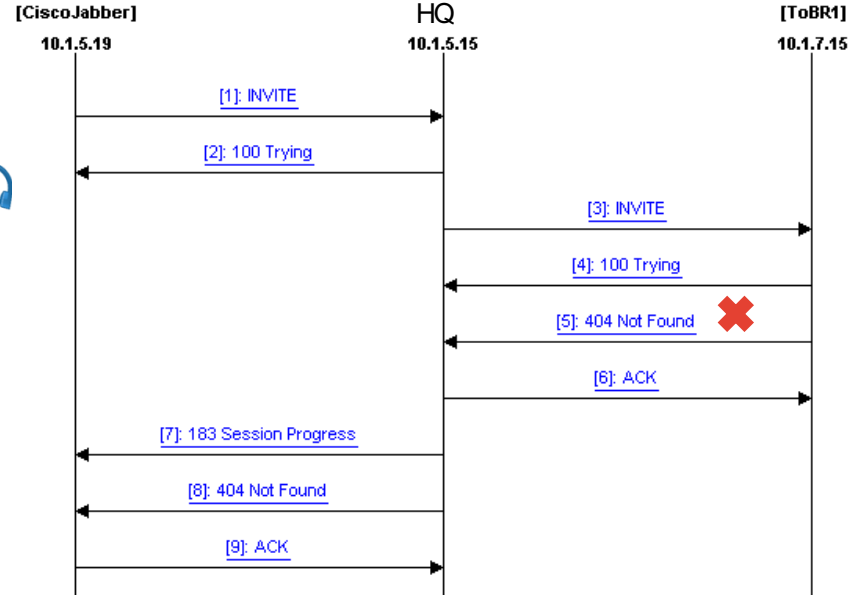 [CiscoJabber]
HQ
[ToBR1]
10.1.5.19
10.1.5.15
10.1.7.15
[1]: INVITE
[2]: 100 Trying
[3]: INVITE
[4]: 100 Trying
[5]: 404 Not Found
[6]: ACK
[7]: 183 Session Progress
[8]: 404 Not Found
[9]: ACK